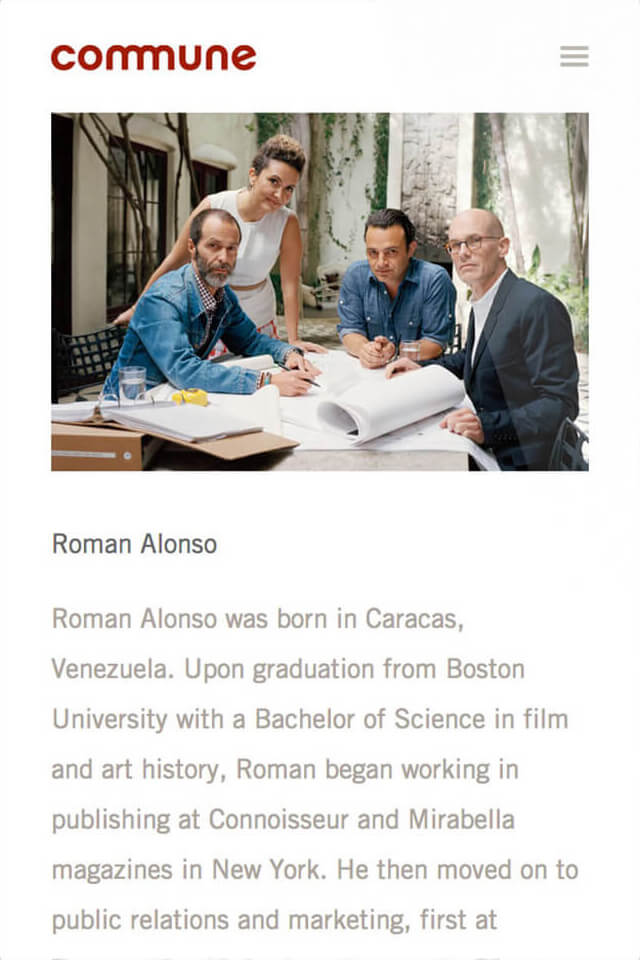 commune
Roman Alonso
Roman Alonso was born in Caracas,
Venezuela. Upon graduation from Boston
University with a Bachelor of Science in film
and art history, Roman began working in
publishing at Connoisseur and Mirabella
magazines in New York. He then moved on to
public relations and marketing, first at